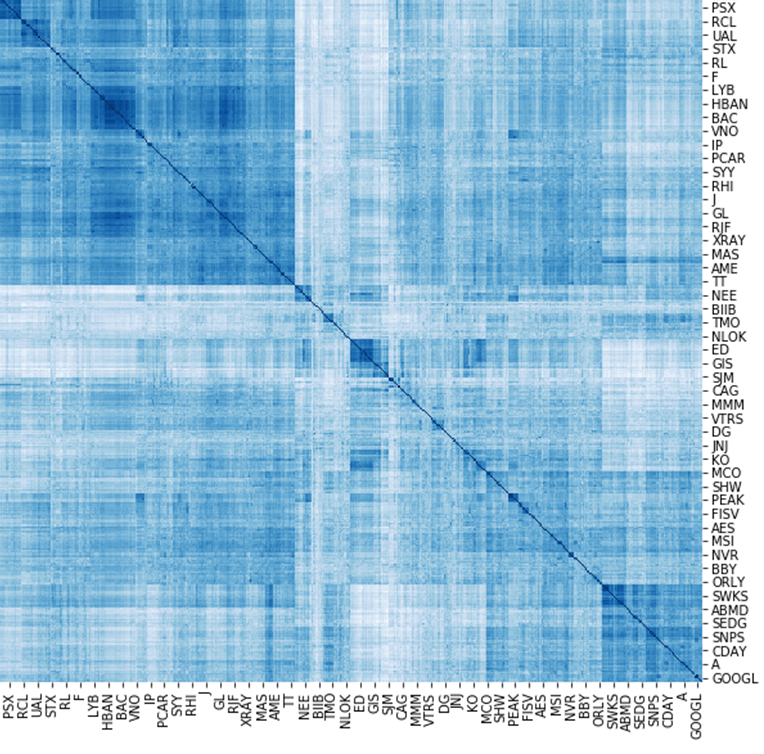 PSX
RCL
UAL
STX
RL
F
LYB
HBAN
BAC
VNO
IP
PCAR
SYY
RHI
J
GL
RJF
XRAY
MAS
AME
TT
NEE
BIIB
TMO
NLOK
ED
GIS
SJM
CAG
MMM
VTRS
DG
JNJ
KO
MCO
SHW
PEAK
FISV
AES
MSI
NVR
BBY
ORLY
SWKS
ABMD
SEDG
SNPS
CDAY
A
GOOGL
PSX RCL UAL STX RL F LYB HBAN BAC VNO IP PCAR SYY RHI J GL RJF XRAY MAS AME TT NEE BIIB TMO NLOK ED GIS SJM CAG MMM VTRS DG JNJ KO MCO SHW PEAK FISV AES MSI NVR BBY ORLY SWKS ABMD SEDG SNPS CDAY A GOOGL